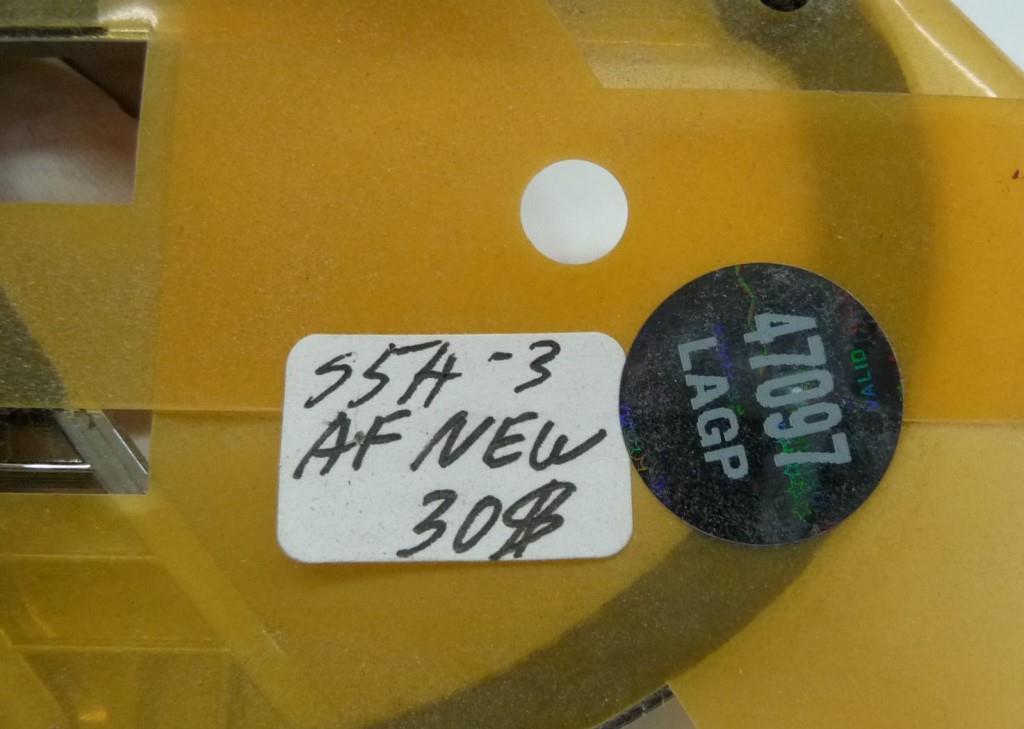 S5H-3
AF NEW
30$
47097
LAGP
VALID